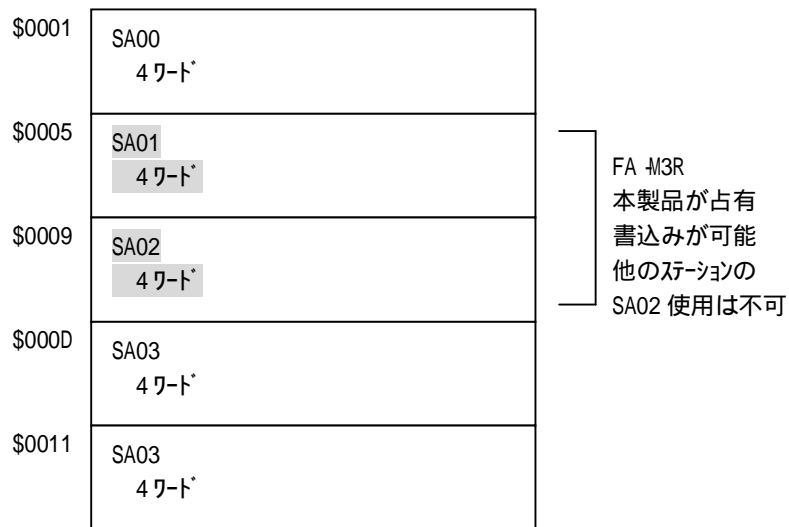 $0001
SA00
4 ﾜｰﾄﾞ
$0005
SA01
4 ﾜｰﾄﾞ
$0009
SA02
4 ﾜｰﾄﾞ
FA -M3R
本製品が占有
書込みが可能
他のｽﾃｰｼｮﾝの
SA02 使用は不可
$000D
SA03
4 ﾜｰﾄﾞ
$0011
SA03
4 ﾜｰﾄﾞ